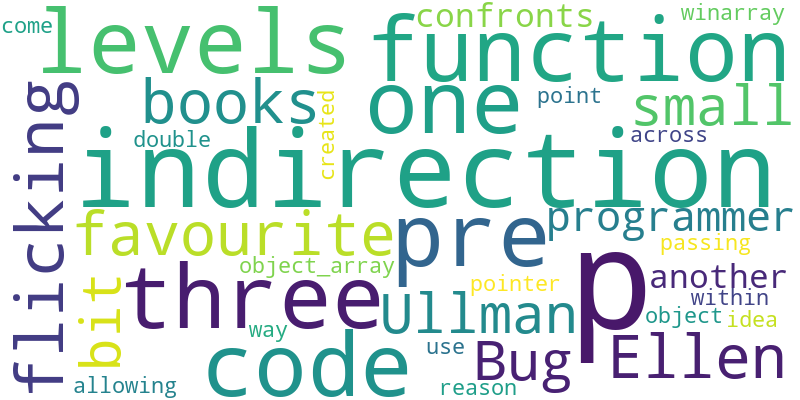 come
levels
confronts
winarray
function
books
one
point
small
double
created
across
flicking
indirection
favourite
pre
programmer
passing
bit
three
object_array
pointer
p
another
within
Ullman
object
idea
way
code
use
Bug
Ellen
allowing
reason